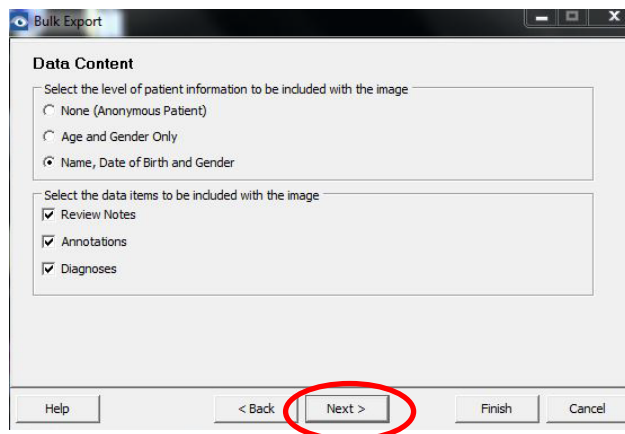 Bulk Export
Data Content
Select the level of patient information to be included with the image
None (Anonymous Patient)
Age and Gender Only
Name, Date of Birth and Gender
Select the data items to be included with the image
Review Notes
Annotations
Diagnoses
Help < Back Next > Finish Cancel